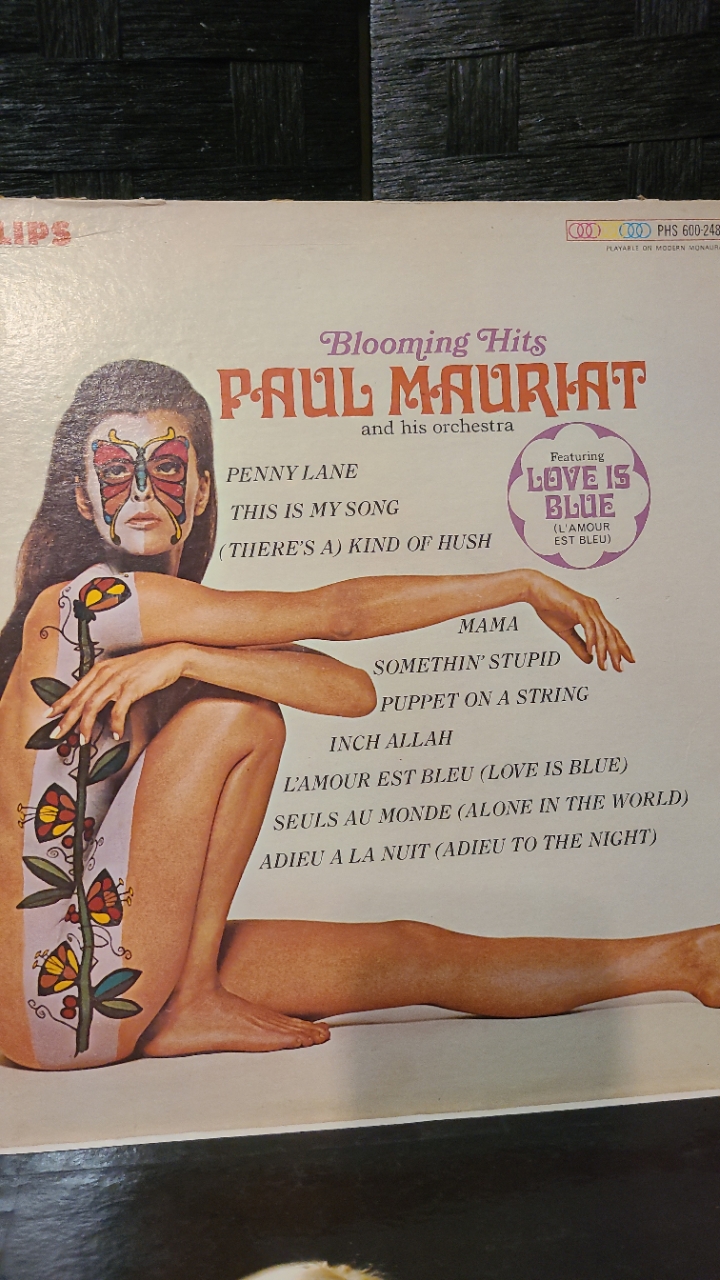 LIPS
PHS 600-248
PLAYABLE ON MODERN MONAURAL
Blooming Hits
PAUL MAURIAT
and his orchestra
Featuring
LOVE IS
BLUE
(L'AMOUR
EST BLEU)
PENNY LANE
THIS IS MY SONG
(THERE'S A) KIND OF HUSH
MAMA
SOMETHIN' STUPID
PUPPET ON A STRING
INCH ALLAH
L'AMOUR EST BLEU (LOVE IS BLUE)
SEULS AU MONDE (ALONE IN THE WORLD)
ADIEU A LA NUIT (ADIEU TO THE NIGHT)